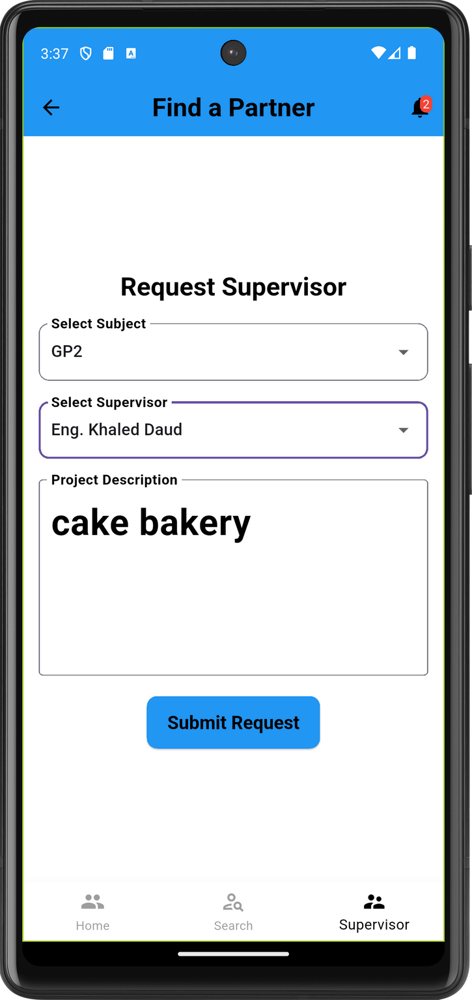 3:37
A
Find a Partner
2
Request Supervisor
Select Subject
GP2
Select Supervisor
Eng. Khaled Daud
Project Description
cake bakery
Submit Request
Home
Search
Supervisor